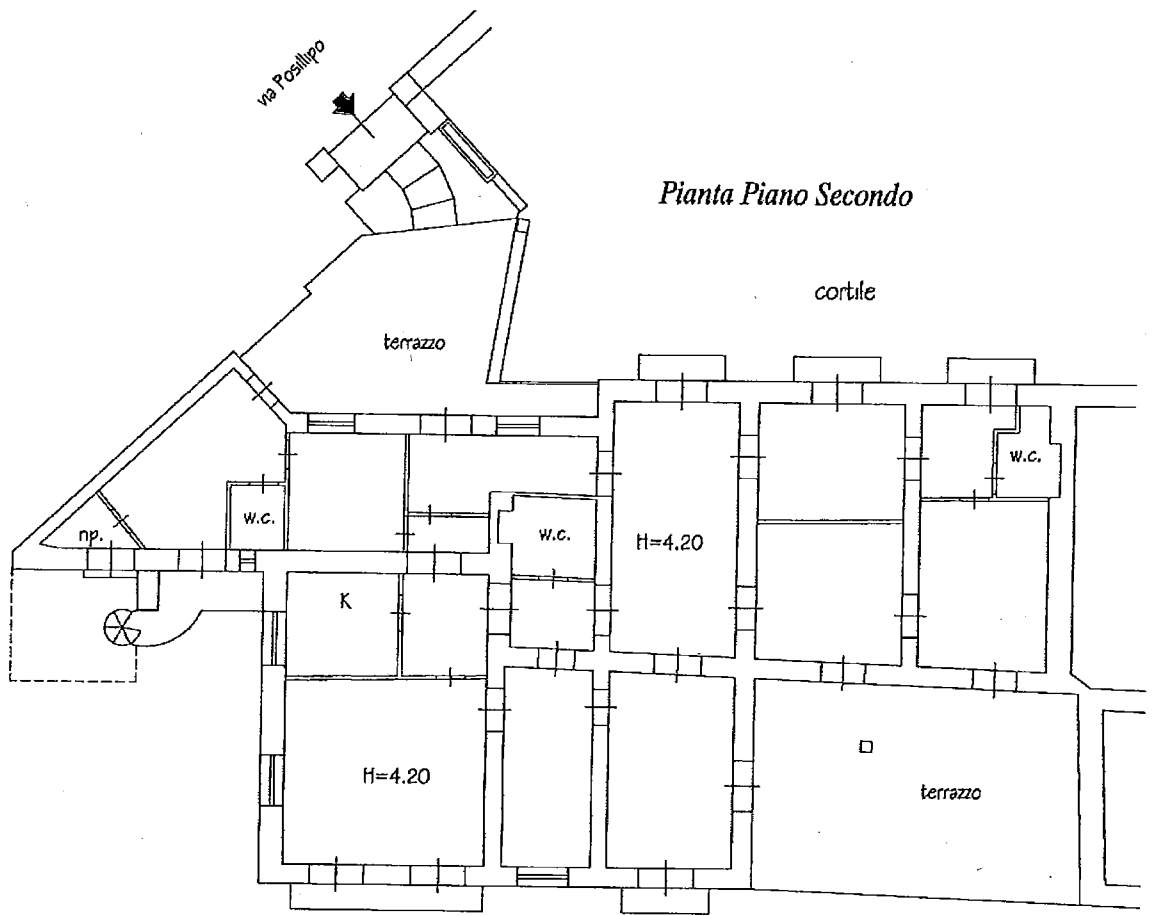 via Posillipo
Pianta Piano Secondo
cortile
terrazzo
w.c.
w.c.
np.
w.c.
H=4.20
K
H=4.20
terrazzo